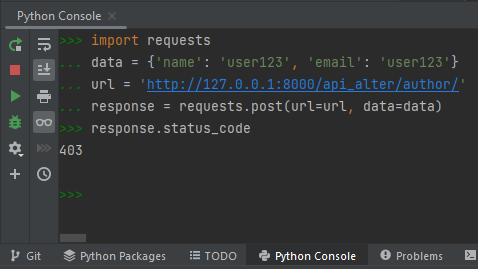 Python Console ×
>>> import requests
... data = {'name': 'user123', 'email': 'user123'}
... url = 'http://127.0.0.1:8000/api_alter/author/'
... response = requests.post(url=url, data=data)
>>> response.status_code
403
>>>
Git Python Packages TODO Python Console Problems